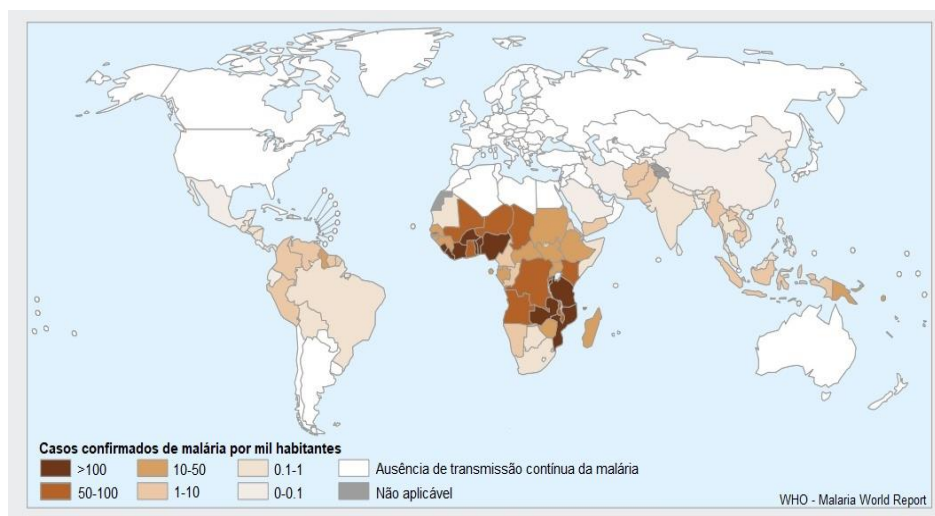 Casos confirmados de malária por mil habitantes
>100 10-50 0.1-1 Ausência de transmissão contínua da malária
50-100 1-10 0-0.1 Não aplicável
WHO - Malaria World Report